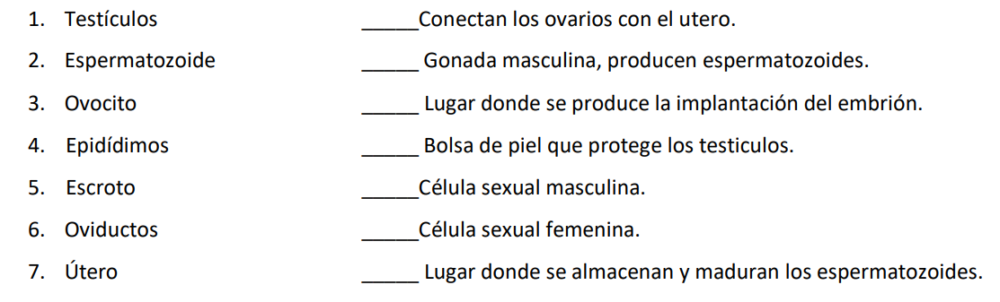 1. Testículos _____Conectan los ovarios con el utero.
2. Espermatozoide _____ Gonada masculina, producen espermatozoides.
3. Ovocito _____ Lugar donde se produce la implantación del embrión.
4. Epidídimos _____ Bolsa de piel que protege los testiculos.
5. Escroto _____Célula sexual masculina.
6. Oviductos _____Célula sexual femenina.
7. Útero _____ Lugar donde se almacenan y maduran los espermatozoides.